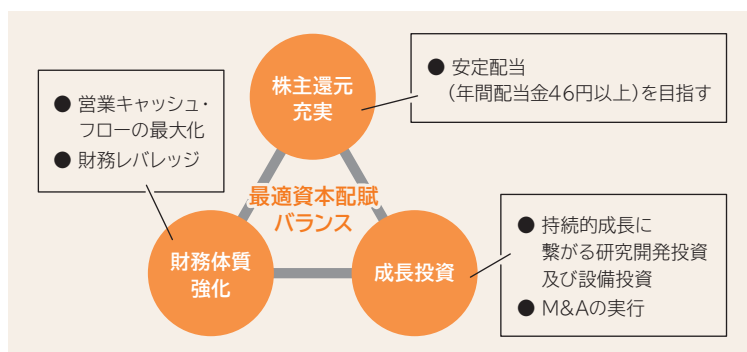 株主還元
充実
● 安定配当
（年間配当金46円以上）を目指す
● 営業キャッシュ・
フローの最大化
● 財務レバレッジ
最適資本配賦
バランス
財務体質
強化
成長投資
● 持続的成長に
繋がる研究開発投資
及び設備投資
● M&Aの実行